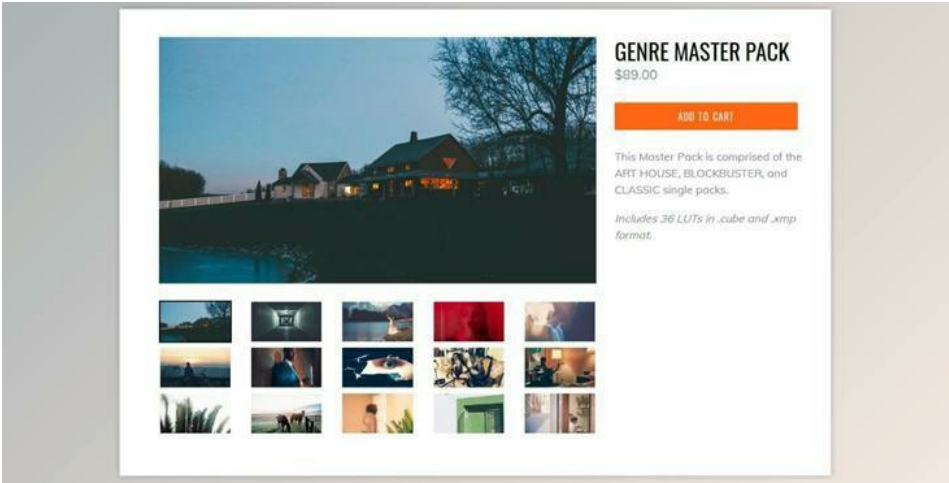 GENRE MASTER PACK
$89.00
ADD TO CART
This Master Pack is comprised of the
ART HOUSE, BLOCKBUSTER, and
CLASSIC single packs.
Includes 36 LUTs in .cube and .xmp
format.